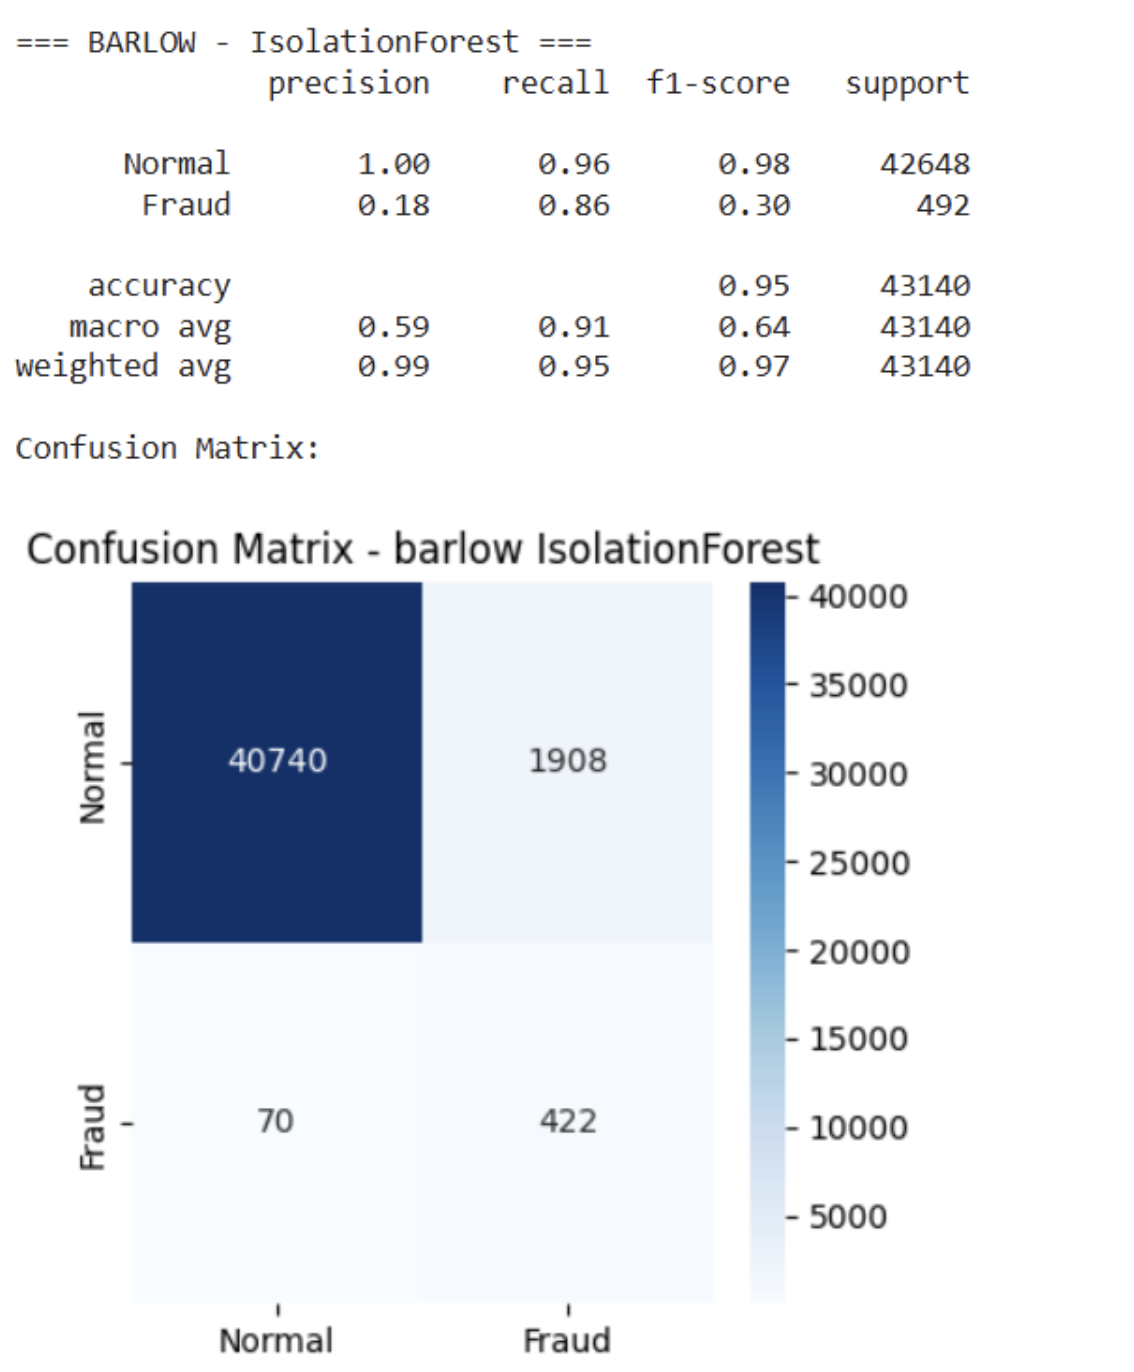 === BARLOW - IsolationForest ===
precision recall f1-score support
Normal 1.00 0.96 0.98 42648
Fraud 0.18 0.86 0.30 492
accuracy 0.95 43140
macro avg 0.59 0.91 0.64 43140
weighted avg 0.99 0.95 0.97 43140
Confusion Matrix:
Confusion Matrix - barlow IsolationForest
40000
35000
30000
25000
20000
15000
10000
5000
Normal
40740 1908
Fraud
70 422
Normal Fraud